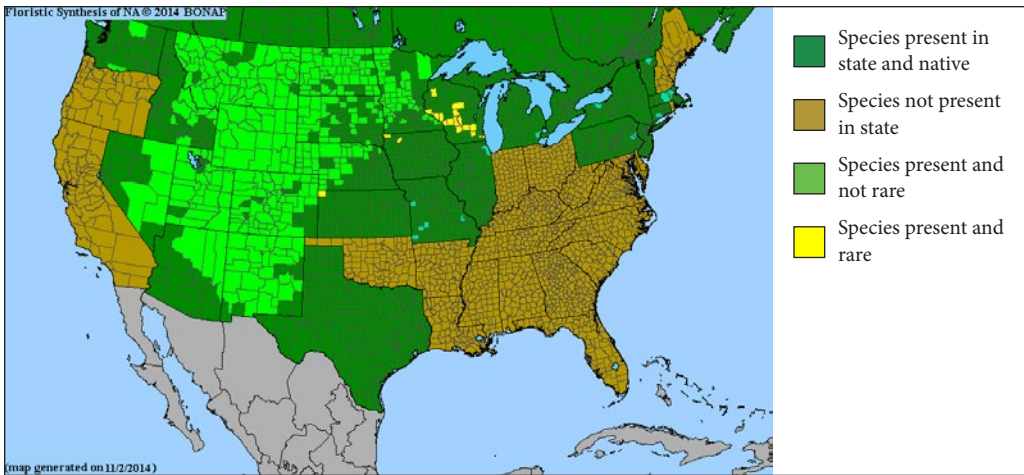 Floristic Synthesis of NA © 2014 BONAP
Species present in
state and native
Species not present
in state
Species present and
not rare
Species present and
rare
(map generated on 11/2/2014 )